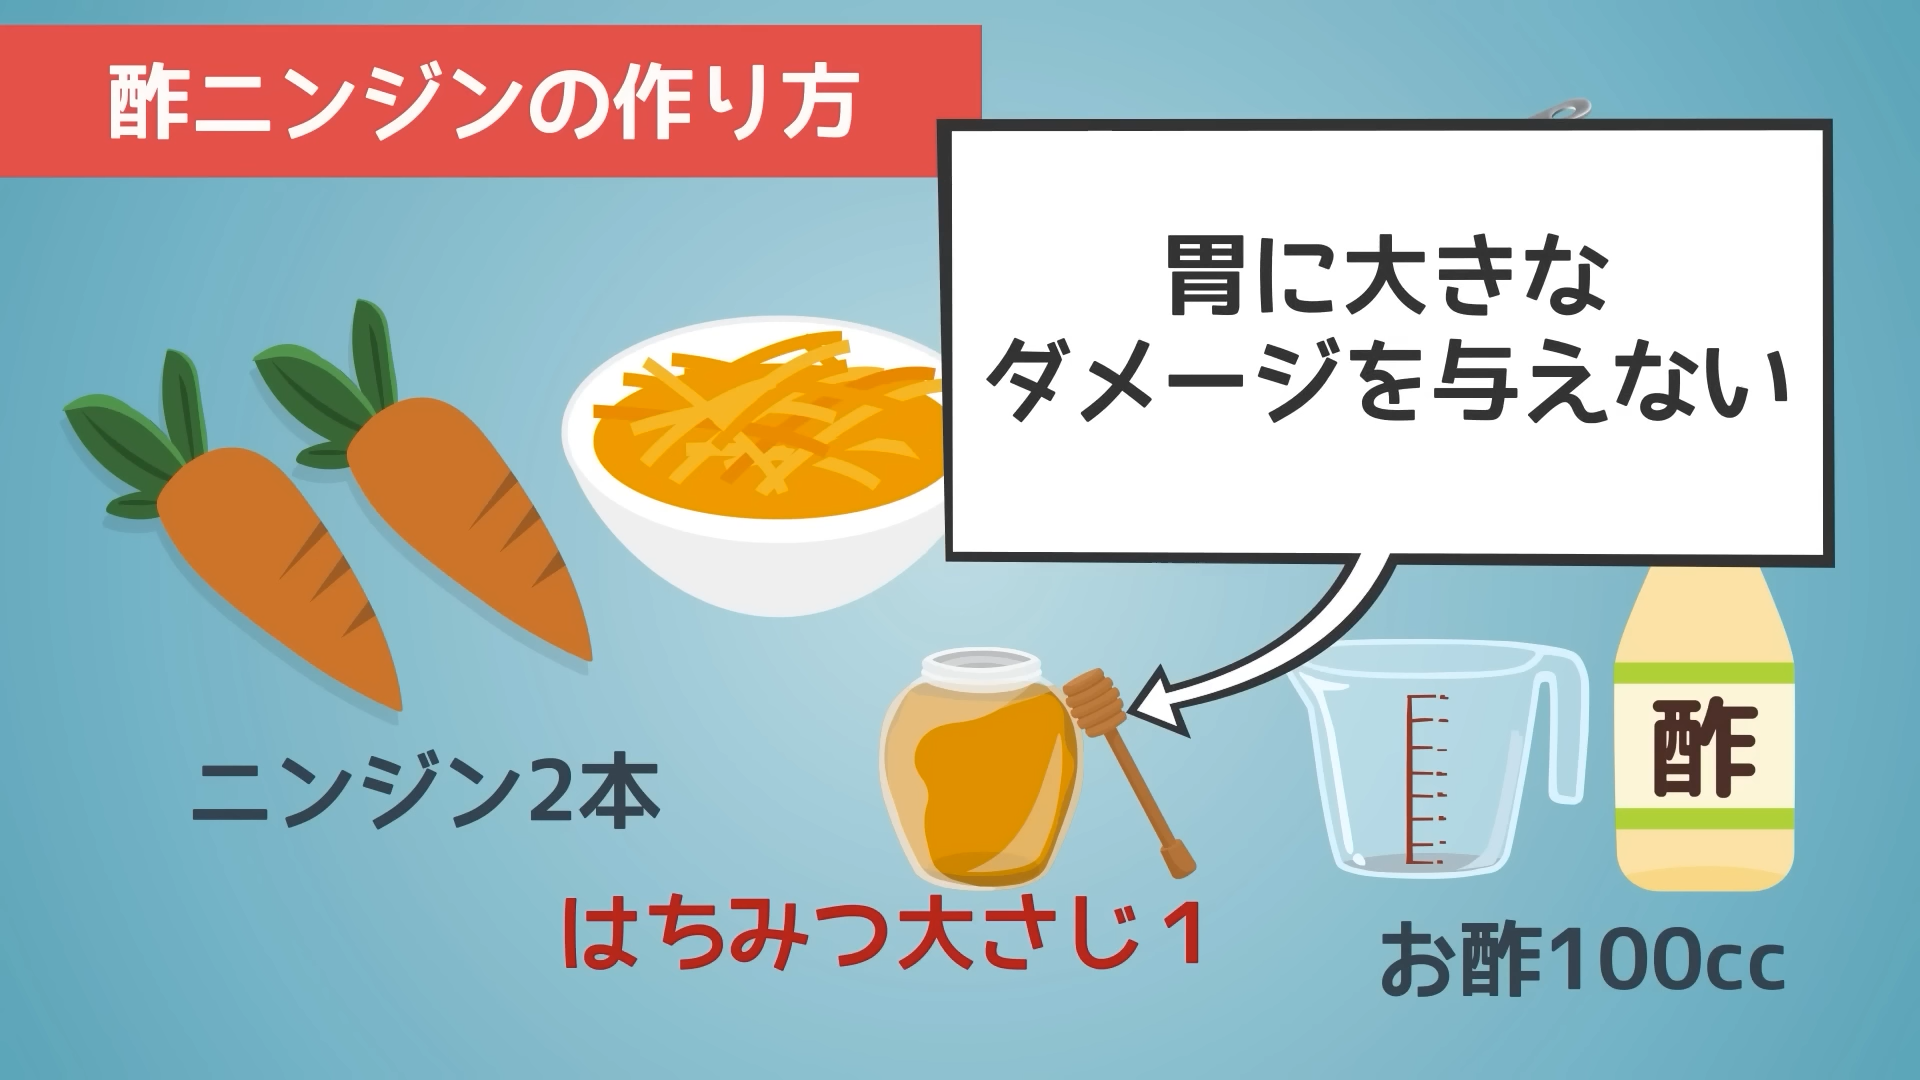 酢ニンジンの作り方
胃に大きな
ダメージを与えない
酢
ニンジン2本
はちみつ大さじ1
お酢100cc